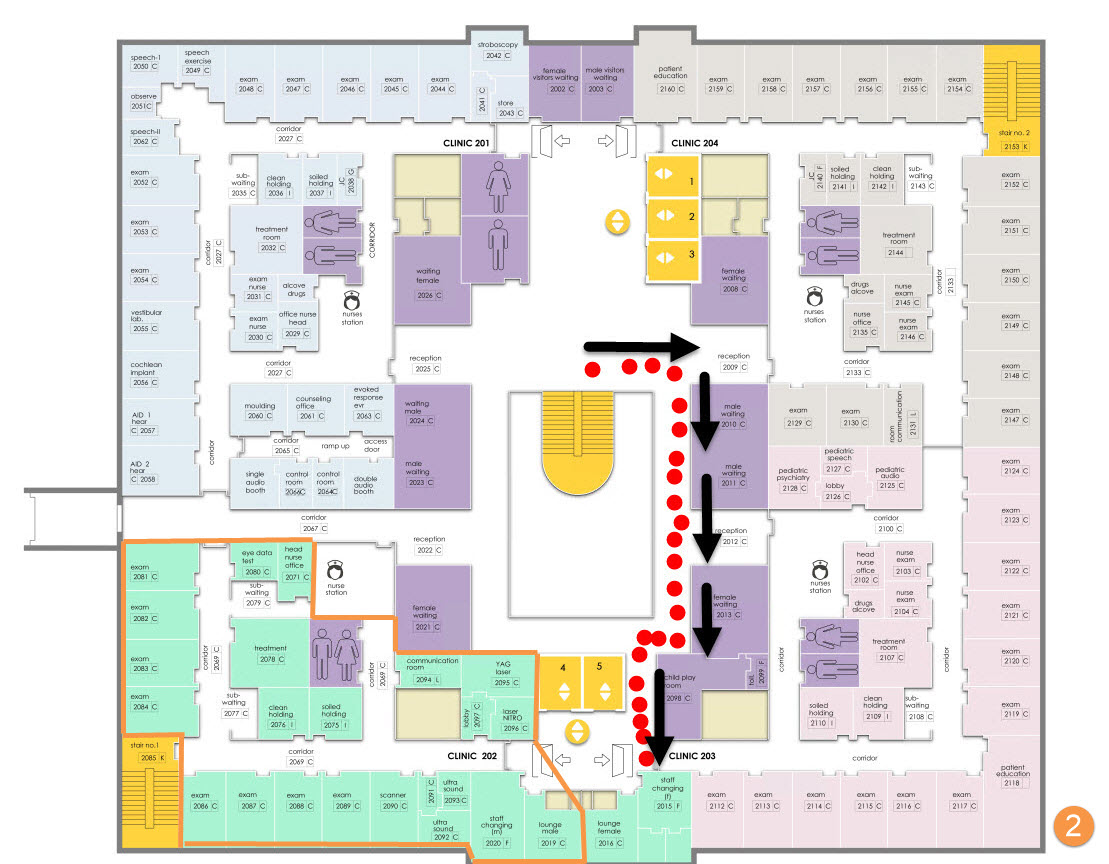 speech-1
2050 C
speech
exercise
2049 C
exam
2048 C
exam
2047 C
exam
2046 C
exam
2045 C
exam
2044 C
stroboscopy
2042 C
2041 C
store
2043 C
female
visitors waiting
2002 C
male visitors
waiting
2003 C
patient
education
2160 C
exam
2159 C
exam
2158 C
exam
2157 C
exam
2156 C
exam
2155 C
exam
2154 C
stair no. 2
2153 K
observe
2051 C
speech-II
2062 C
corridor
2027 C
CLINIC 201
CLINIC 204
exam
2052 C
sub-
waiting
2035 C
clean
holding
2036 I
soiled
holding
2037 I
JC
2038 G
1
2
3
JC
2140 F
soiled
holding
2141 I
clean
holding
2142 I
sub-
waiting
2143 C
exam
2152 C
exam
2053 C
corridor
2027 C
treatment
room
2032 C
CORRIDOR
treatment
room
2144
exam
2151 C
exam
2054 C
exam
nurse
2031 C
alcove
drugs
waiting
female
2026 C
female
waiting
2008 C
drugs
alcove
nurse
exam
2145 C
corridor
2133
exam
2150 C
vestibular
lab.
2055 C
exam
nurse
2030 C
office nurse
head
2029 C
nurses
station
nurses
station
nurse
office
2135 C
nurse
exam
2146 C
exam
2149 C
cochlean
implant
2056 C
corridor
2027 C
reception
2025 C
reception
2009 C
corridor
2133 C
exam
2148 C
AID 1
hear
C 2057
moulding
2060 C
counseling
office
2061 C
evoked
response
evr
2063 C
waiting
male
2024 C
male
waiting
2010 C
exam
2129 C
exam
2130 C
room
communication
2131 L
exam
2147 C
corridor
corridor
2065 C
ramp up
access
door
AID 2
hear
C 2058
single
audio
booth
control
room
2066C
control
room
2064C
double
audio
booth
male
waiting
2023 C
male
waiting
2011 C
pediatric
psychiatry
2128 C
pediatric
speech
2127 C
lobby
2126 C
pediatric
audio
2125 C
exam
2124 C
corridor
2067 C
reception
2022 C
reception
2012 C
corridor
2100 C
exam
2123 C
exam
2081 C
eye data
test
2080 C
head
nurse
office
2071 C
sub-
waiting
2079 C
nurse
station
nurses
station
head
nurse
office
2102 C
nurse
exam
2103 C
exam
2122 C
exam
2082 C
female
waiting
2021 C
female
waiting
2013 C
drugs
alcove
nurse
exam
2104 C
exam
2121 C
exam
2083 C
corridor
2069 C
treatment
2078 C
corridor
2069 C
communication
room
2094 L
YAG
laser
2095 C
4
5
child play
room
2098 C
toil.
2099 F
corridor
treatment
room
2107 C
exam
2120 C
exam
2084 C
sub-
waiting
2077 C
clean
holding
2076 I
soiled
holding
2075 I
lobby
2097 C
laser
NITRO
2096 C
soiled
holding
2110 I
clean
holding
2109 I
sub-
waiting
2108 C
exam
2119 C
stair no.1
2085 K
corridor
2069 C
CLINIC 202
CLINIC 203
corridor
patient
education
2118
exam
2086 C
exam
2087 C
exam
2088 C
exam
2089 C
scanner
2090 C
2091 C
ultra
sound
2093 C
ultra
sound
2092 C
staff
changing
(m)
2020 F
lounge
male
2019 C
lounge
female
2016 C
staff
changing
(f)
2015 F
exam
2112 C
exam
2113 C
exam
2114 C
exam
2115 C
exam
2116 C
exam
2117 C
2